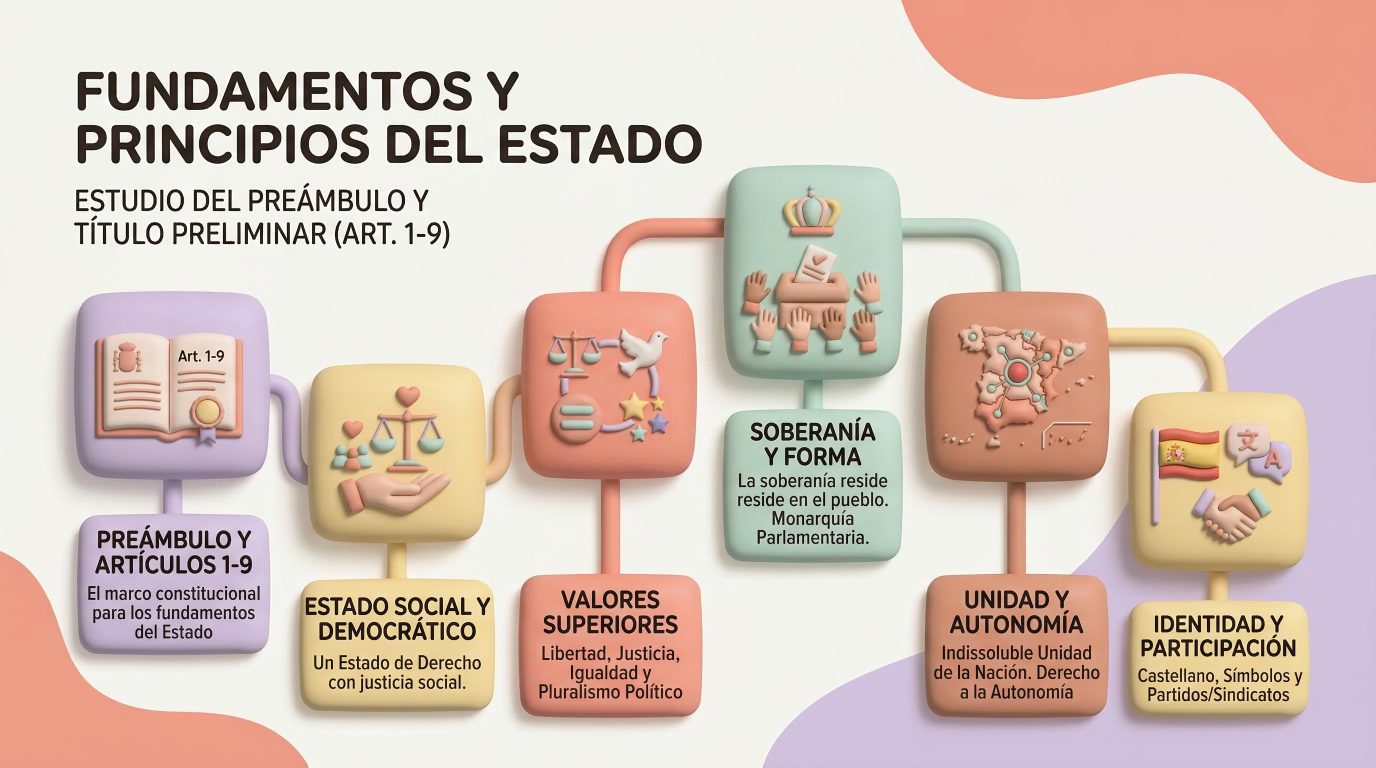 FUNDAMENTOS Y
PRINCIPIOS DEL ESTADO
ESTUDIO DEL PREÁMBULO Y
TÍTULO PRELIMINAR (ART. 1-9)
Art. 1-9
PREÁMBULO Y
ARTÍCULOS 1-9
El marco constitucional
para los fundamentos
del Estado
ESTADO SOCIAL Y
DEMOCRÁTICO
Un Estado de Derecho
con justicia social.
VALORES
SUPERIORES
Libertad, Justicia,
Igualdad y
Pluralismo Político
SOBERANÍA
Y FORMA
La soberanía reside
reside en el pueblo.
Monarquía
Parlamentaria.
UNIDAD Y
AUTONOMÍA
Indissoluble Unidad
de la Nación. Derecho
a la Autonomía
文
A
IDENTIDAD Y
PARTICIPACIÓN
Castellano, Símbolos y
Partidos/Sindicatos